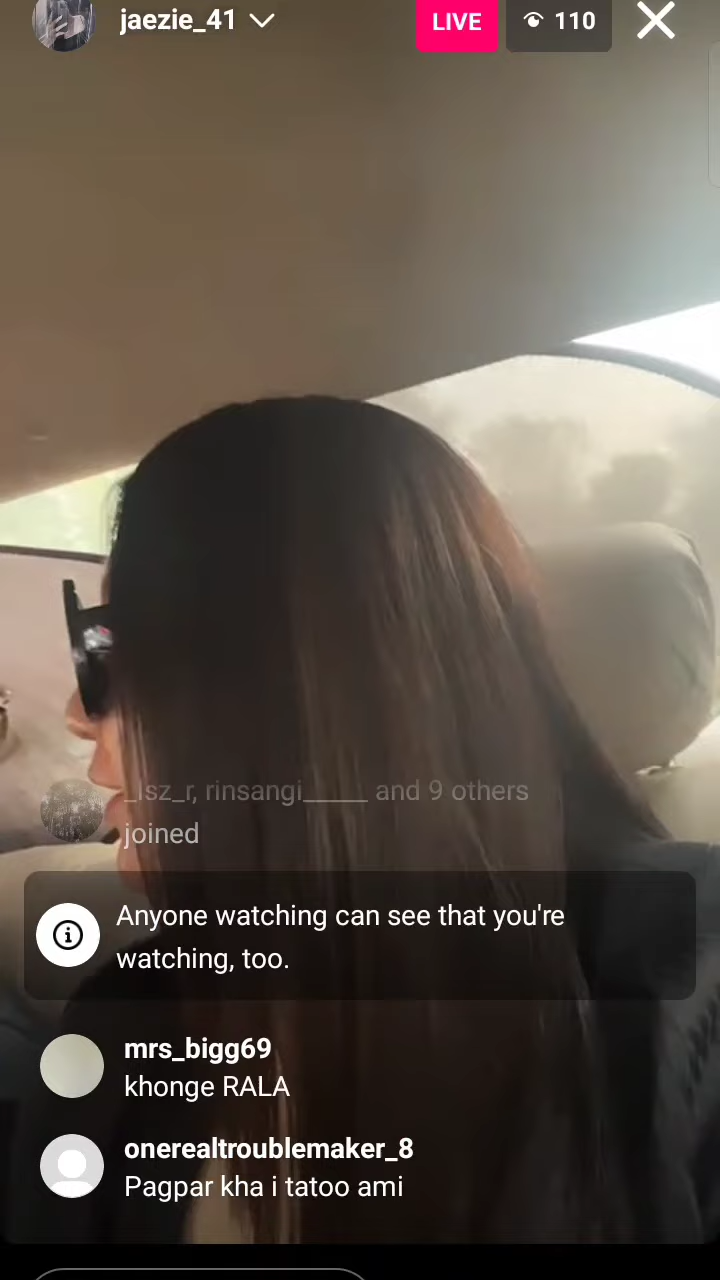 jaezie_41
LIVE
110
_lsz_r, rinsangi_____ and 9 others
joined
Anyone watching can see that you're
watching, too.
mrs_bigg69
khonge RALA
onerealtroublemaker_8
Pagpar kha i tatoo ami